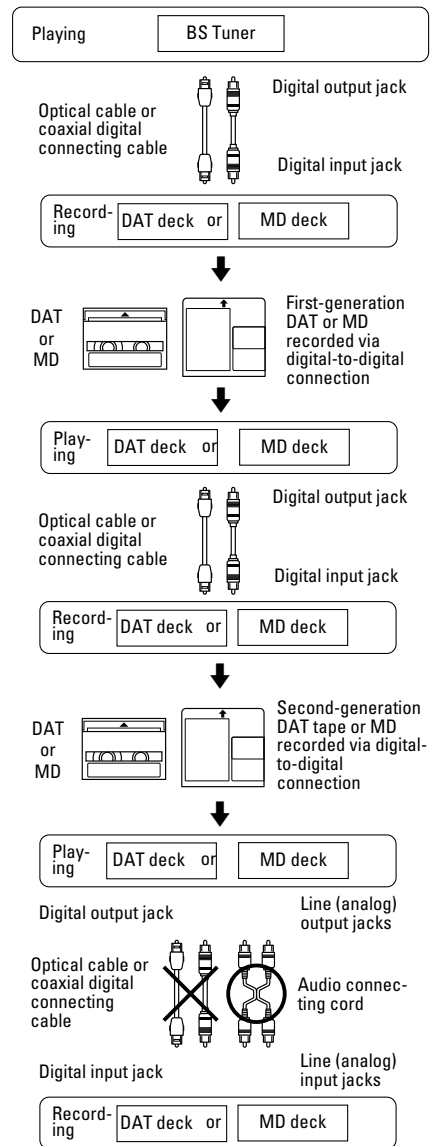 Playing
BS Tuner
Optical cable or
coaxial digital
connecting cable
Digital output jack
Digital input jack
Record-
ing
DAT deck or
MD deck
DAT
or
MD
First-generation
DAT or MD
recorded via
digital-to-digital
connection
Play-
ing
DAT deck or
MD deck
Optical cable or
coaxial digital
connecting cable
Digital output jack
Digital input jack
Record-
ing
DAT deck or
MD deck
DAT
or
MD
Second-generation
DAT tape or MD
recorded via digital-
to-digital
connection
Play-
ing
DAT deck or
MD deck
Digital output jack
Line (analog)
output jacks
Optical cable or
coaxial digital
connecting
cable
Audio connec-
ting cord
Digital input jack
Line (analog)
input jacks
Record-
ing
DAT deck or
MD deck